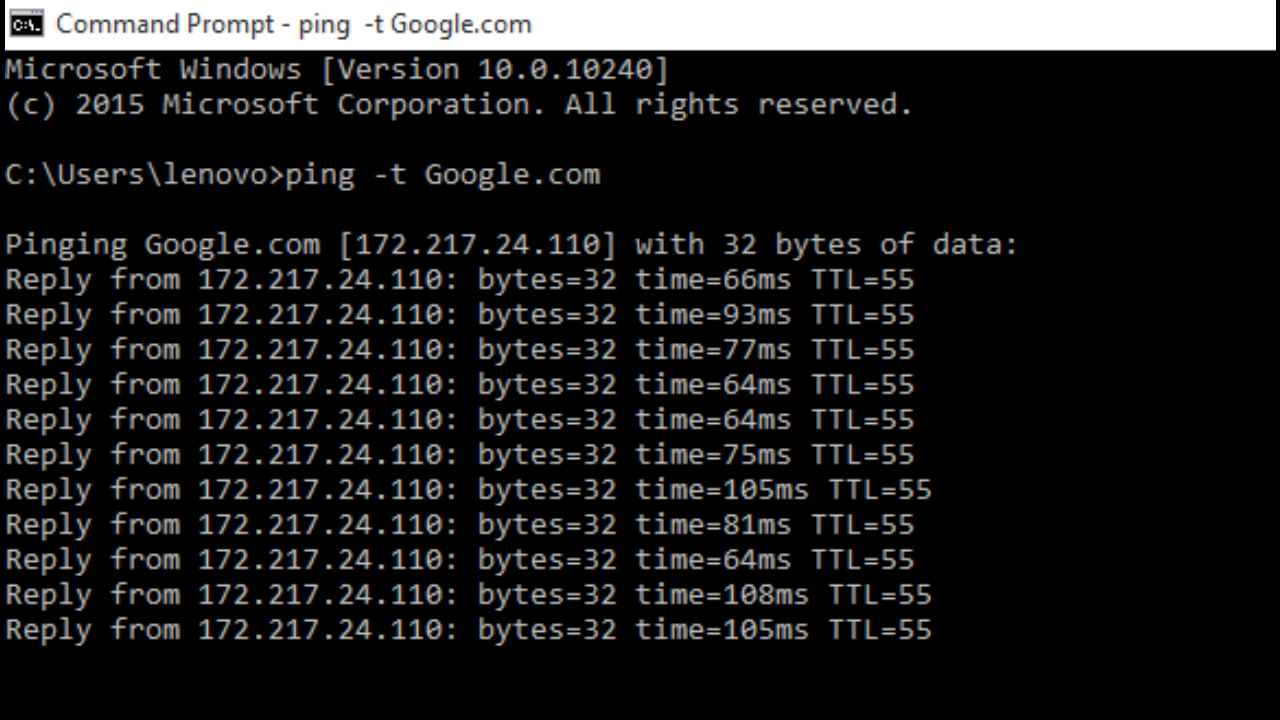 Command Prompt - ping  -t Google.com
Microsoft Windows [Version 10.0.10240]
(c) 2015 Microsoft Corporation. All rights reserved.
C:\Users\lenovo>ping -t Google.com
Pinging Google.com [172.217.24.110] with 32 bytes of data:
Reply from 172.217.24.110: bytes=32 time=66ms TTL=55
Reply from 172.217.24.110: bytes=32 time=93ms TTL=55
Reply from 172.217.24.110: bytes=32 time=77ms TTL=55
Reply from 172.217.24.110: bytes=32 time=64ms TTL=55
Reply from 172.217.24.110: bytes=32 time=64ms TTL=55
Reply from 172.217.24.110: bytes=32 time=75ms TTL=55
Reply from 172.217.24.110: bytes=32 time=105ms TTL=55
Reply from 172.217.24.110: bytes=32 time=81ms TTL=55
Reply from 172.217.24.110: bytes=32 time=64ms TTL=55
Reply from 172.217.24.110: bytes=32 time=108ms TTL=55
Reply from 172.217.24.110: bytes=32 time=105ms TTL=55